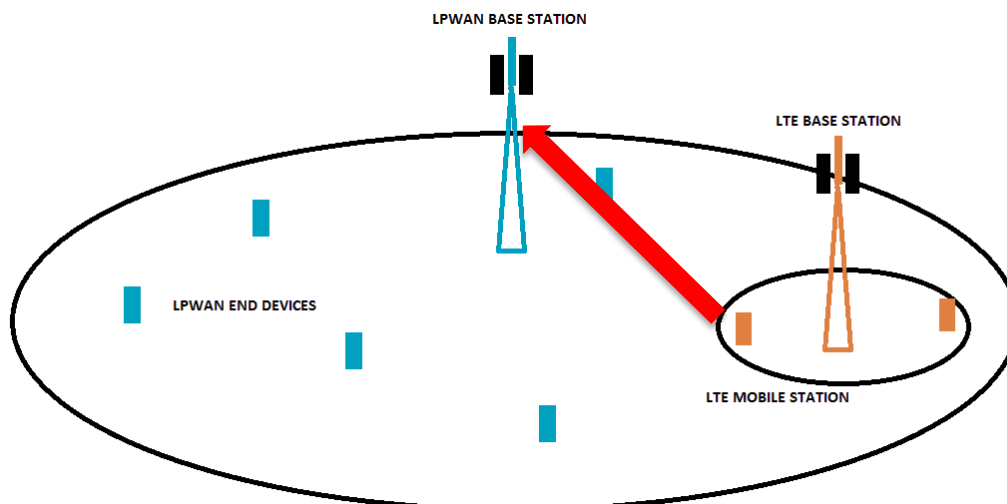 LPWAN BASE STATION
LTE BASE STATION
LPWAN END DEVICES
LTE MOBILE STATION